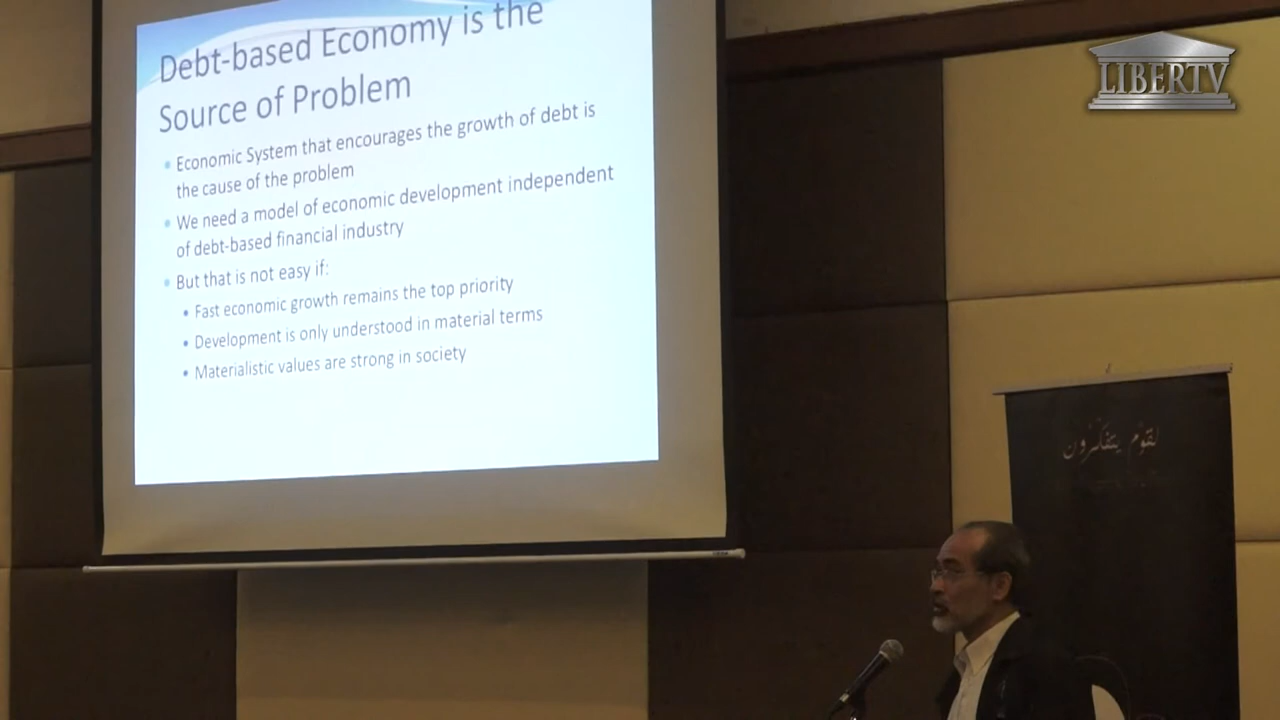 Debt-based Economy is the
Source of Problem
• Economic System that encourages the growth of debt is
the cause of the problem
• We need a model of economic development independent
of debt-based financial industry
• But that is not easy if:
• Fast economic growth remains the top priority
• Development is only understood in material terms
• Materialistic values are strong in society
LIBERTV
لقوم يتفكرون